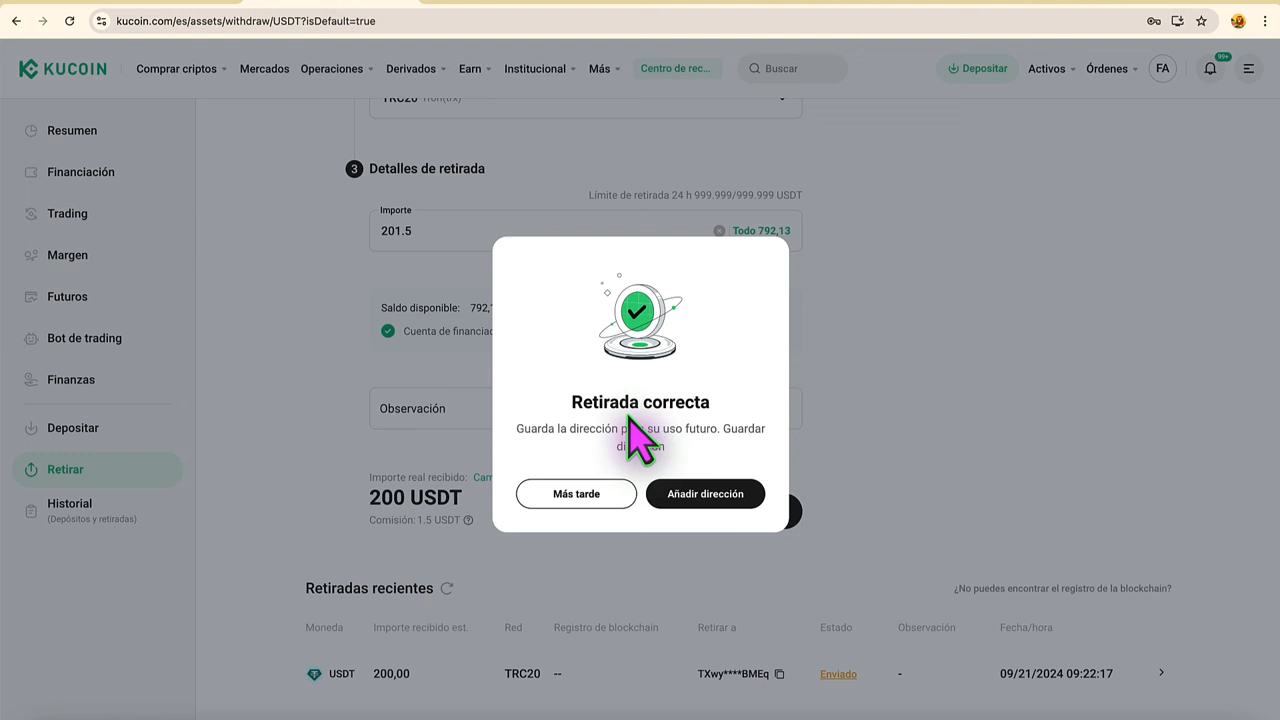 kucoin.com/es/assets/withdraw/USDT?isDefault=true
KUCOIN
Comprar criptos
Mercados
Operaciones
Derivados
Earn
Institucional
Más
Centro de rec...
Buscar
Depositar
Activos
Órdenes
FA
99+
Resumen
Financiación
Trading
Margen
Futuros
Bot de trading
Finanzas
Depositar
Retirar
Historial
(Depósitos y retiradas)
TRC20 Tron(trx)
3 Detalles de retirada
Límite de retirada 24 h 999.999/999.999 USDT
Importe
201.5
Todo 792,13
Saldo disponible: 792,
Cuenta de financiac
Observación
Importe real recibido:
200 USDT
Comisión: 1.5 USDT
Retirada correcta
Guarda la dirección su uso futuro. Guardar
Más tarde
Añadir dirección
Retiradas recientes
¿No puedes encontrar el registro de la blockchain?
Moneda Importe recibido est. Red Registro de blockchain Retirar a Estado Observación Fecha/hora
USDT 200,00 TRC20 -- TXwy****BMEq Enviado - 09/21/2024 09:22:17